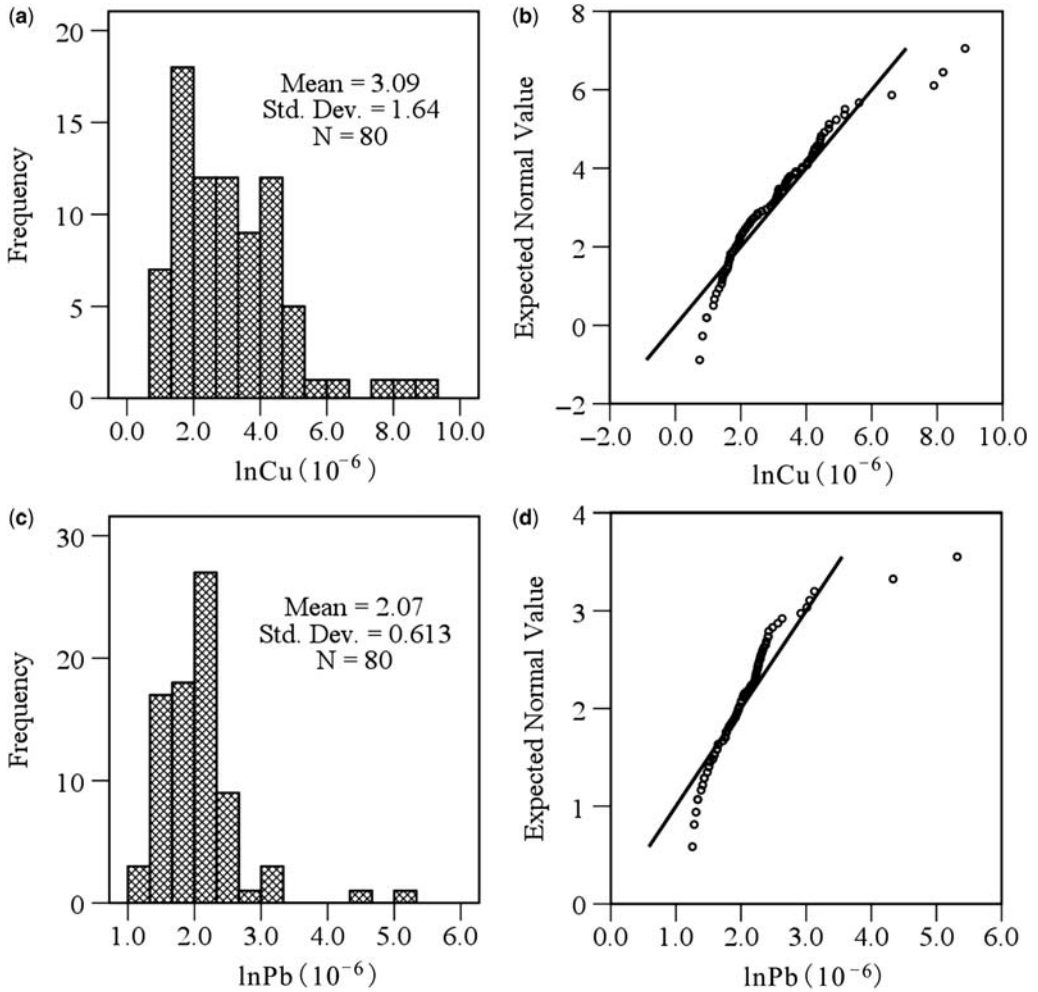 (a)
20
15
10
5
0
Frequency
Mean = 3.09
Std. Dev. = 1.64
N = 80
0.0 2.0 4.0 6.0 8.0 10.0
lnCu (10⁻⁶)
(b)
8
6
4
2
0
−2
Expected Normal Value
−2.0 0.0 2.0 4.0 6.0 8.0 10.0
lnCu (10⁻⁶)
(c)
30
20
10
0
Frequency
Mean = 2.07
Std. Dev. = 0.613
N = 80
1.0 2.0 3.0 4.0 5.0 6.0
lnPb (10⁻⁶)
(d)
4
3
2
1
0
Expected Normal Value
0.0 1.0 2.0 3.0 4.0 5.0 6.0
lnPb (10⁻⁶)